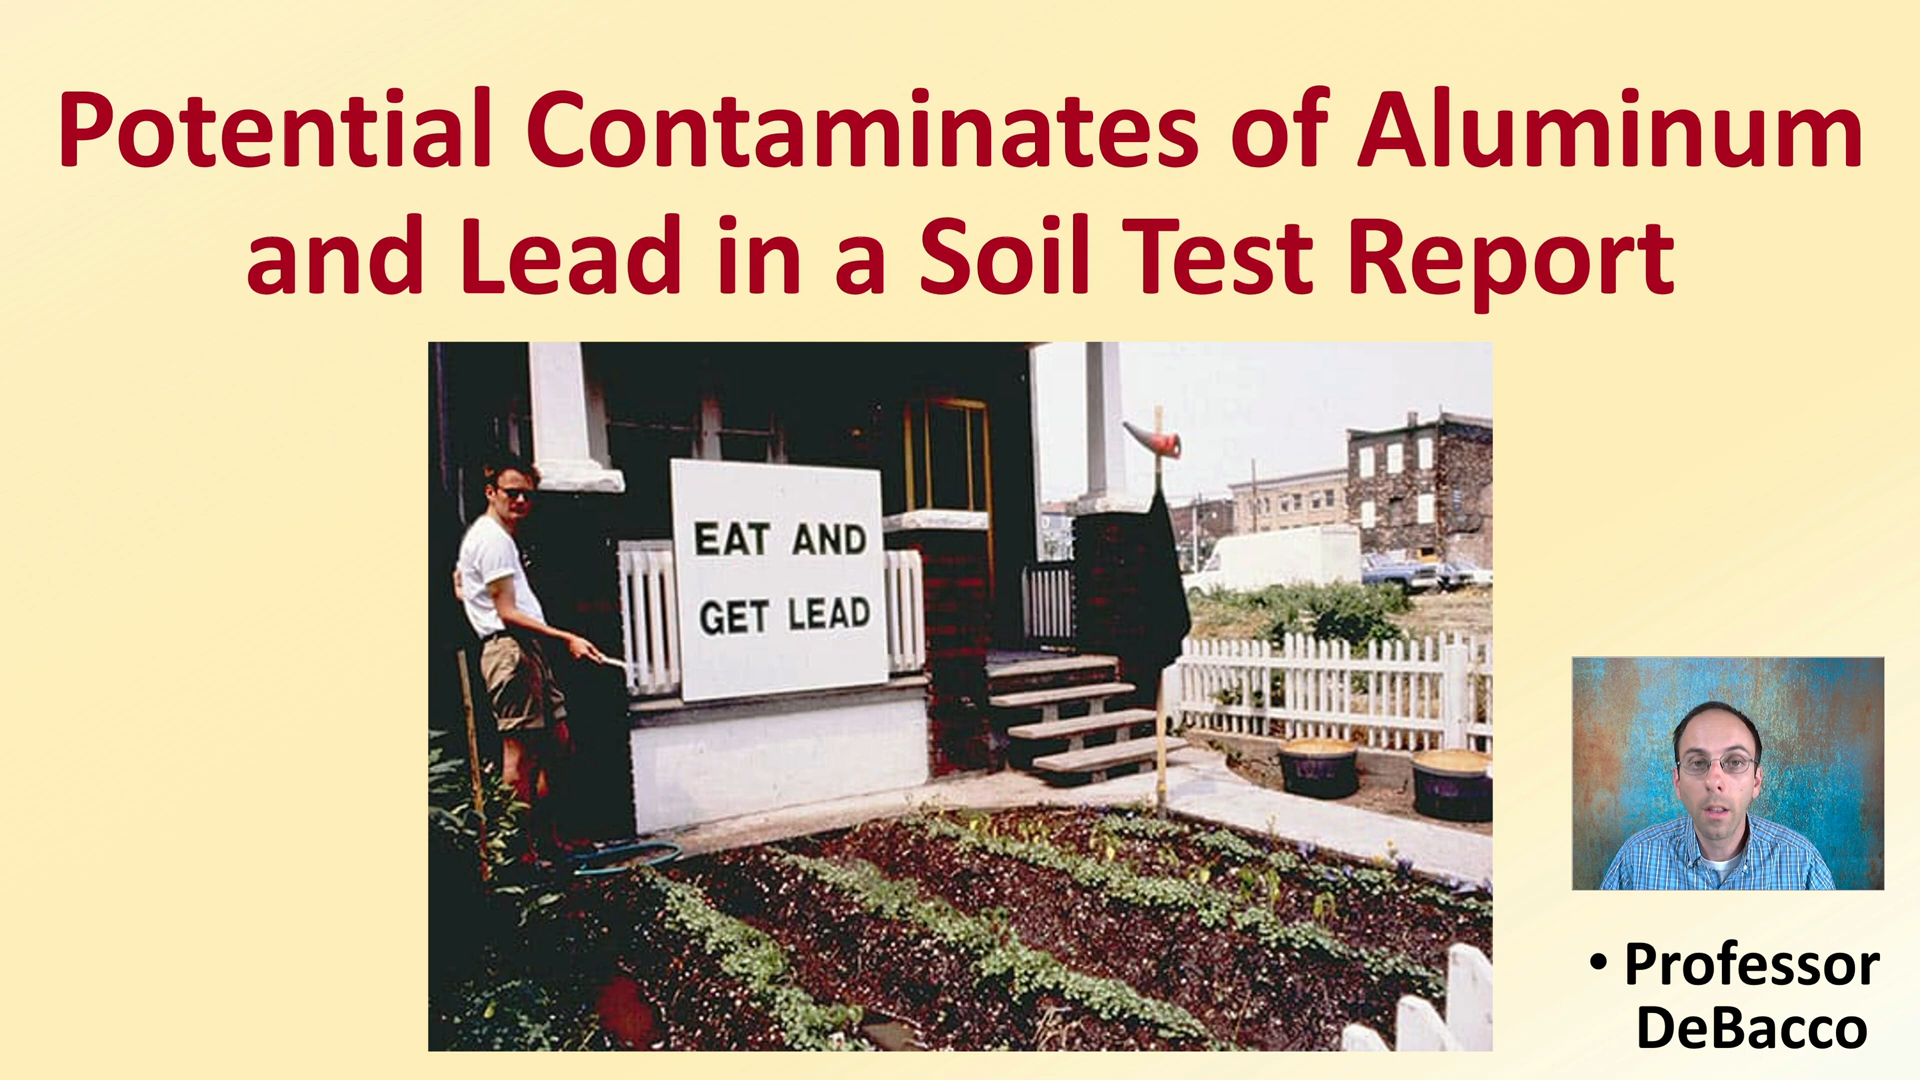 Potential Contaminates of Aluminum
and Lead in a Soil Test Report
EAT AND
GET LEAD
• Professor
DeBacco